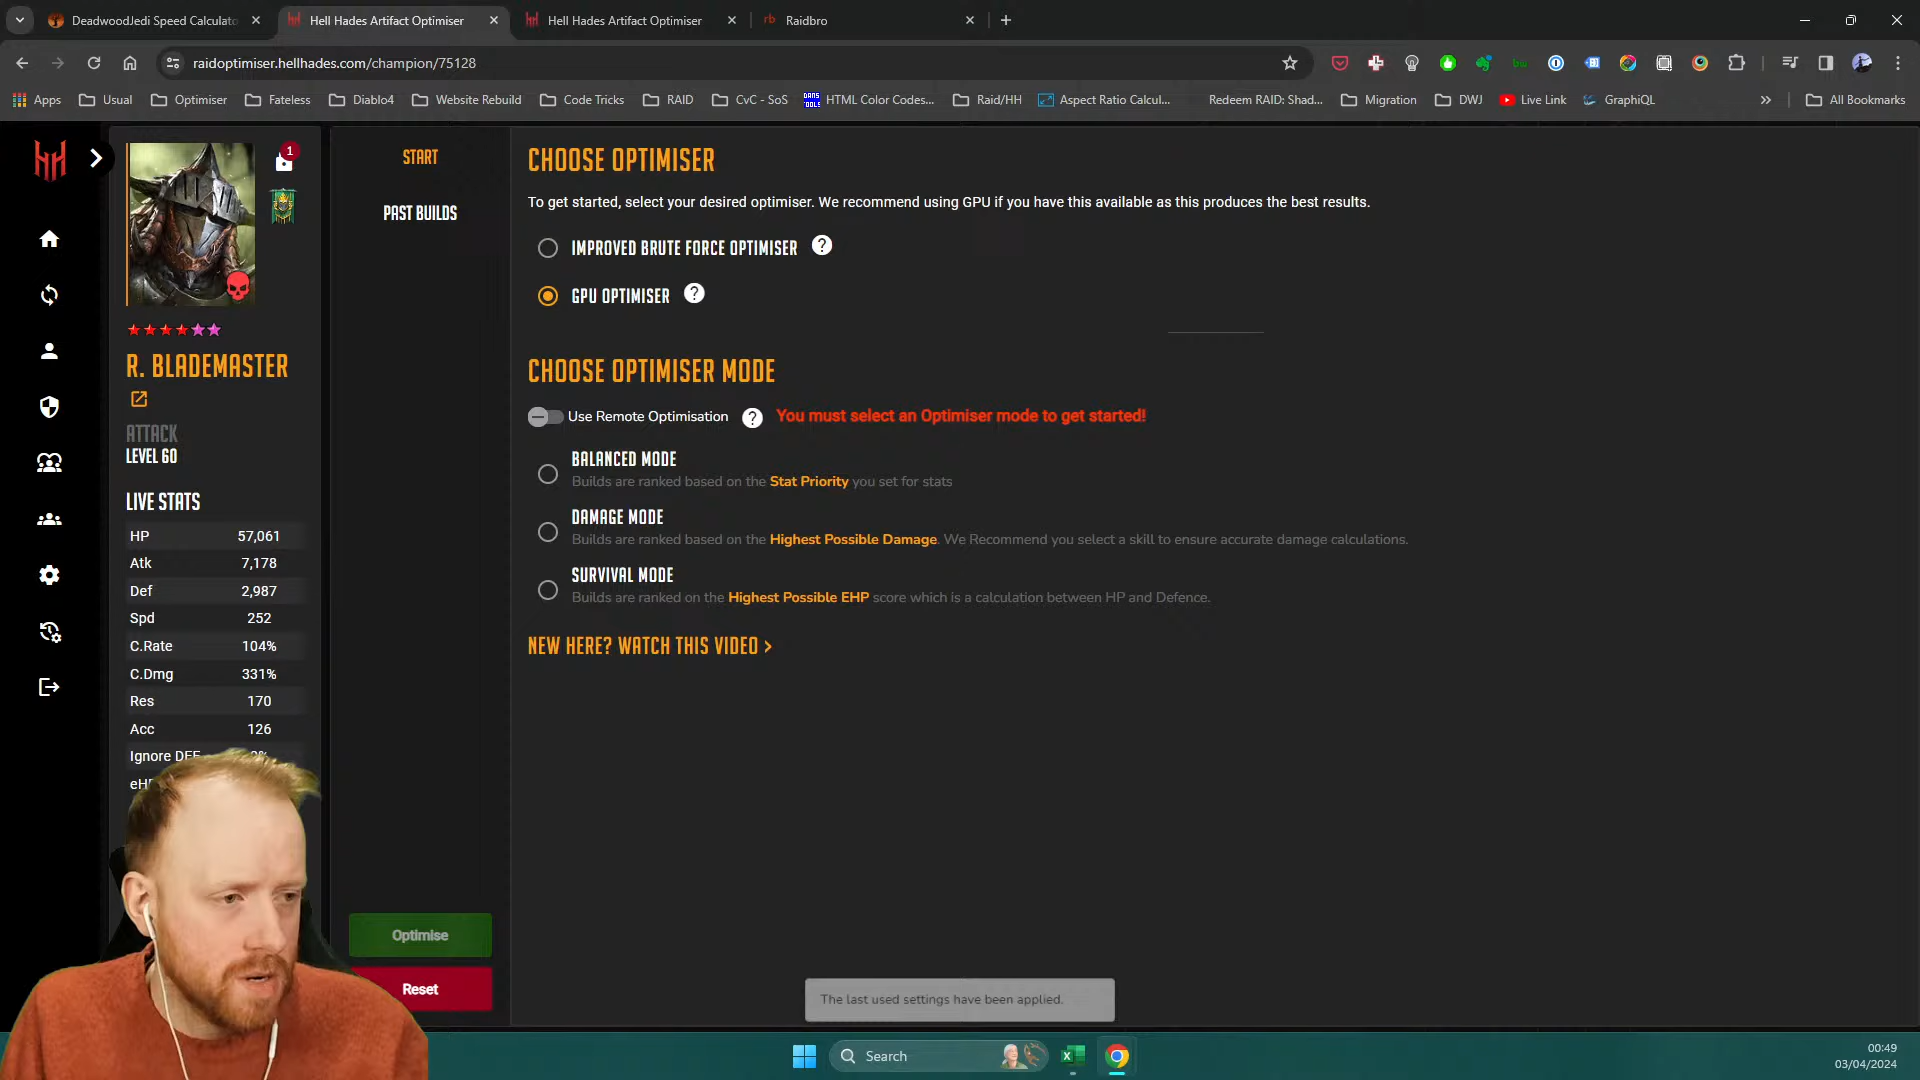 DeadwoodJedi Speed Calculato
Hell Hades Artifact Optimiser
Hell Hades Artifact Optimiser
rb Raidbro
raidoptimiser.hellhades.com/champion/75128
Apps Usual Optimiser Fateless Diablo4 Website Rebuild Code Tricks RAID CvC - SoS HTML Color Codes... Raid/HH Aspect Ratio Calcul... Redeem RAID: Shad... Migration DWJ Live Link GraphiQL All Bookmarks
1
R. BLADEMASTER
ATTACK
LEVEL 60
LIVE STATS
HP 57,061
Atk 7,178
Def 2,987
Spd 252
C.Rate 104%
C.Dmg 331%
Res 170
Acc 126
Ignore DEF
START
PAST BUILDS
Optimise
Reset
CHOOSE OPTIMISER
To get started, select your desired optimiser. We recommend using GPU if you have this available as this produces the best results.
IMPROVED BRUTE FORCE OPTIMISER ?
GPU OPTIMISER ?
CHOOSE OPTIMISER MODE
Use Remote Optimisation ? You must select an Optimiser mode to get started!
BALANCED MODE
Builds are ranked based on the Stat Priority you set for stats
DAMAGE MODE
Builds are ranked based on the Highest Possible Damage. We Recommend you select a skill to ensure accurate damage calculations.
SURVIVAL MODE
Builds are ranked on the Highest Possible EHP score which is a calculation between HP and Defence.
NEW HERE? WATCH THIS VIDEO >
The last used settings have been applied.
Search
00:49
03/04/2024